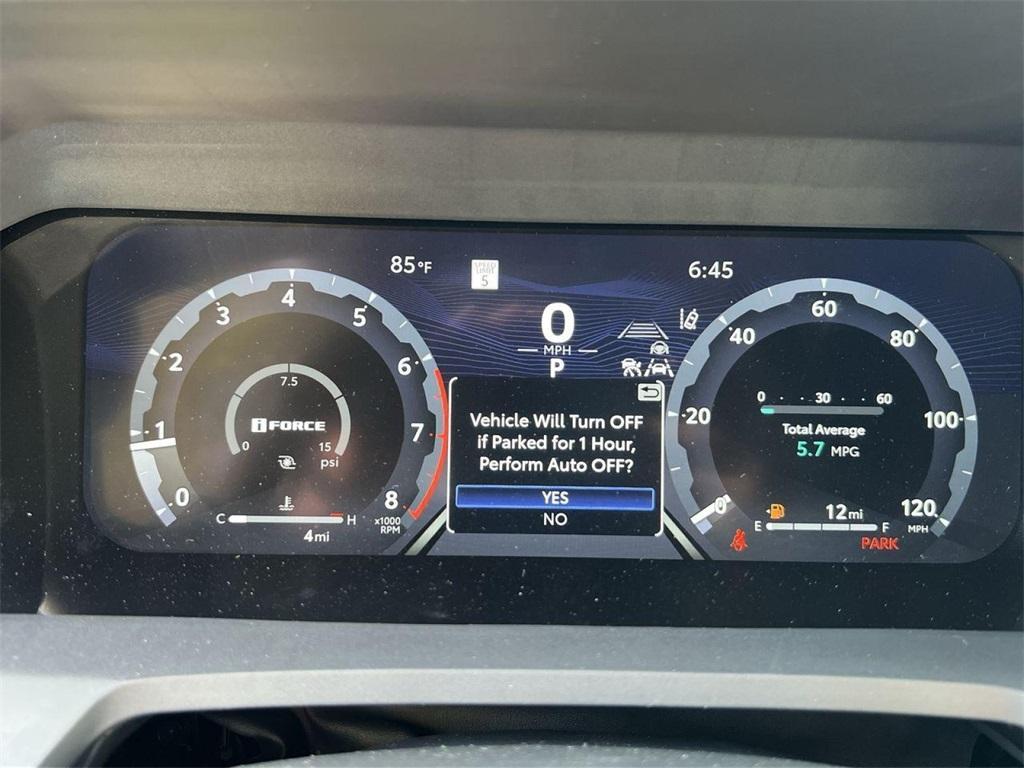 85°F
SPEED
LIMIT
5
6:45
0
MPH
P
0
1
2
3
4
5
6
7
8
x1000
RPM
7.5
i FORCE
0
15
psi
C
H
4mi
Vehicle Will Turn OFF
if Parked for 1 Hour,
Perform Auto OFF?
YES
NO
0
20
40
60
80
100
120
MPH
0 30 60
Total Average
5.7 MPG
12mi
E
F
PARK